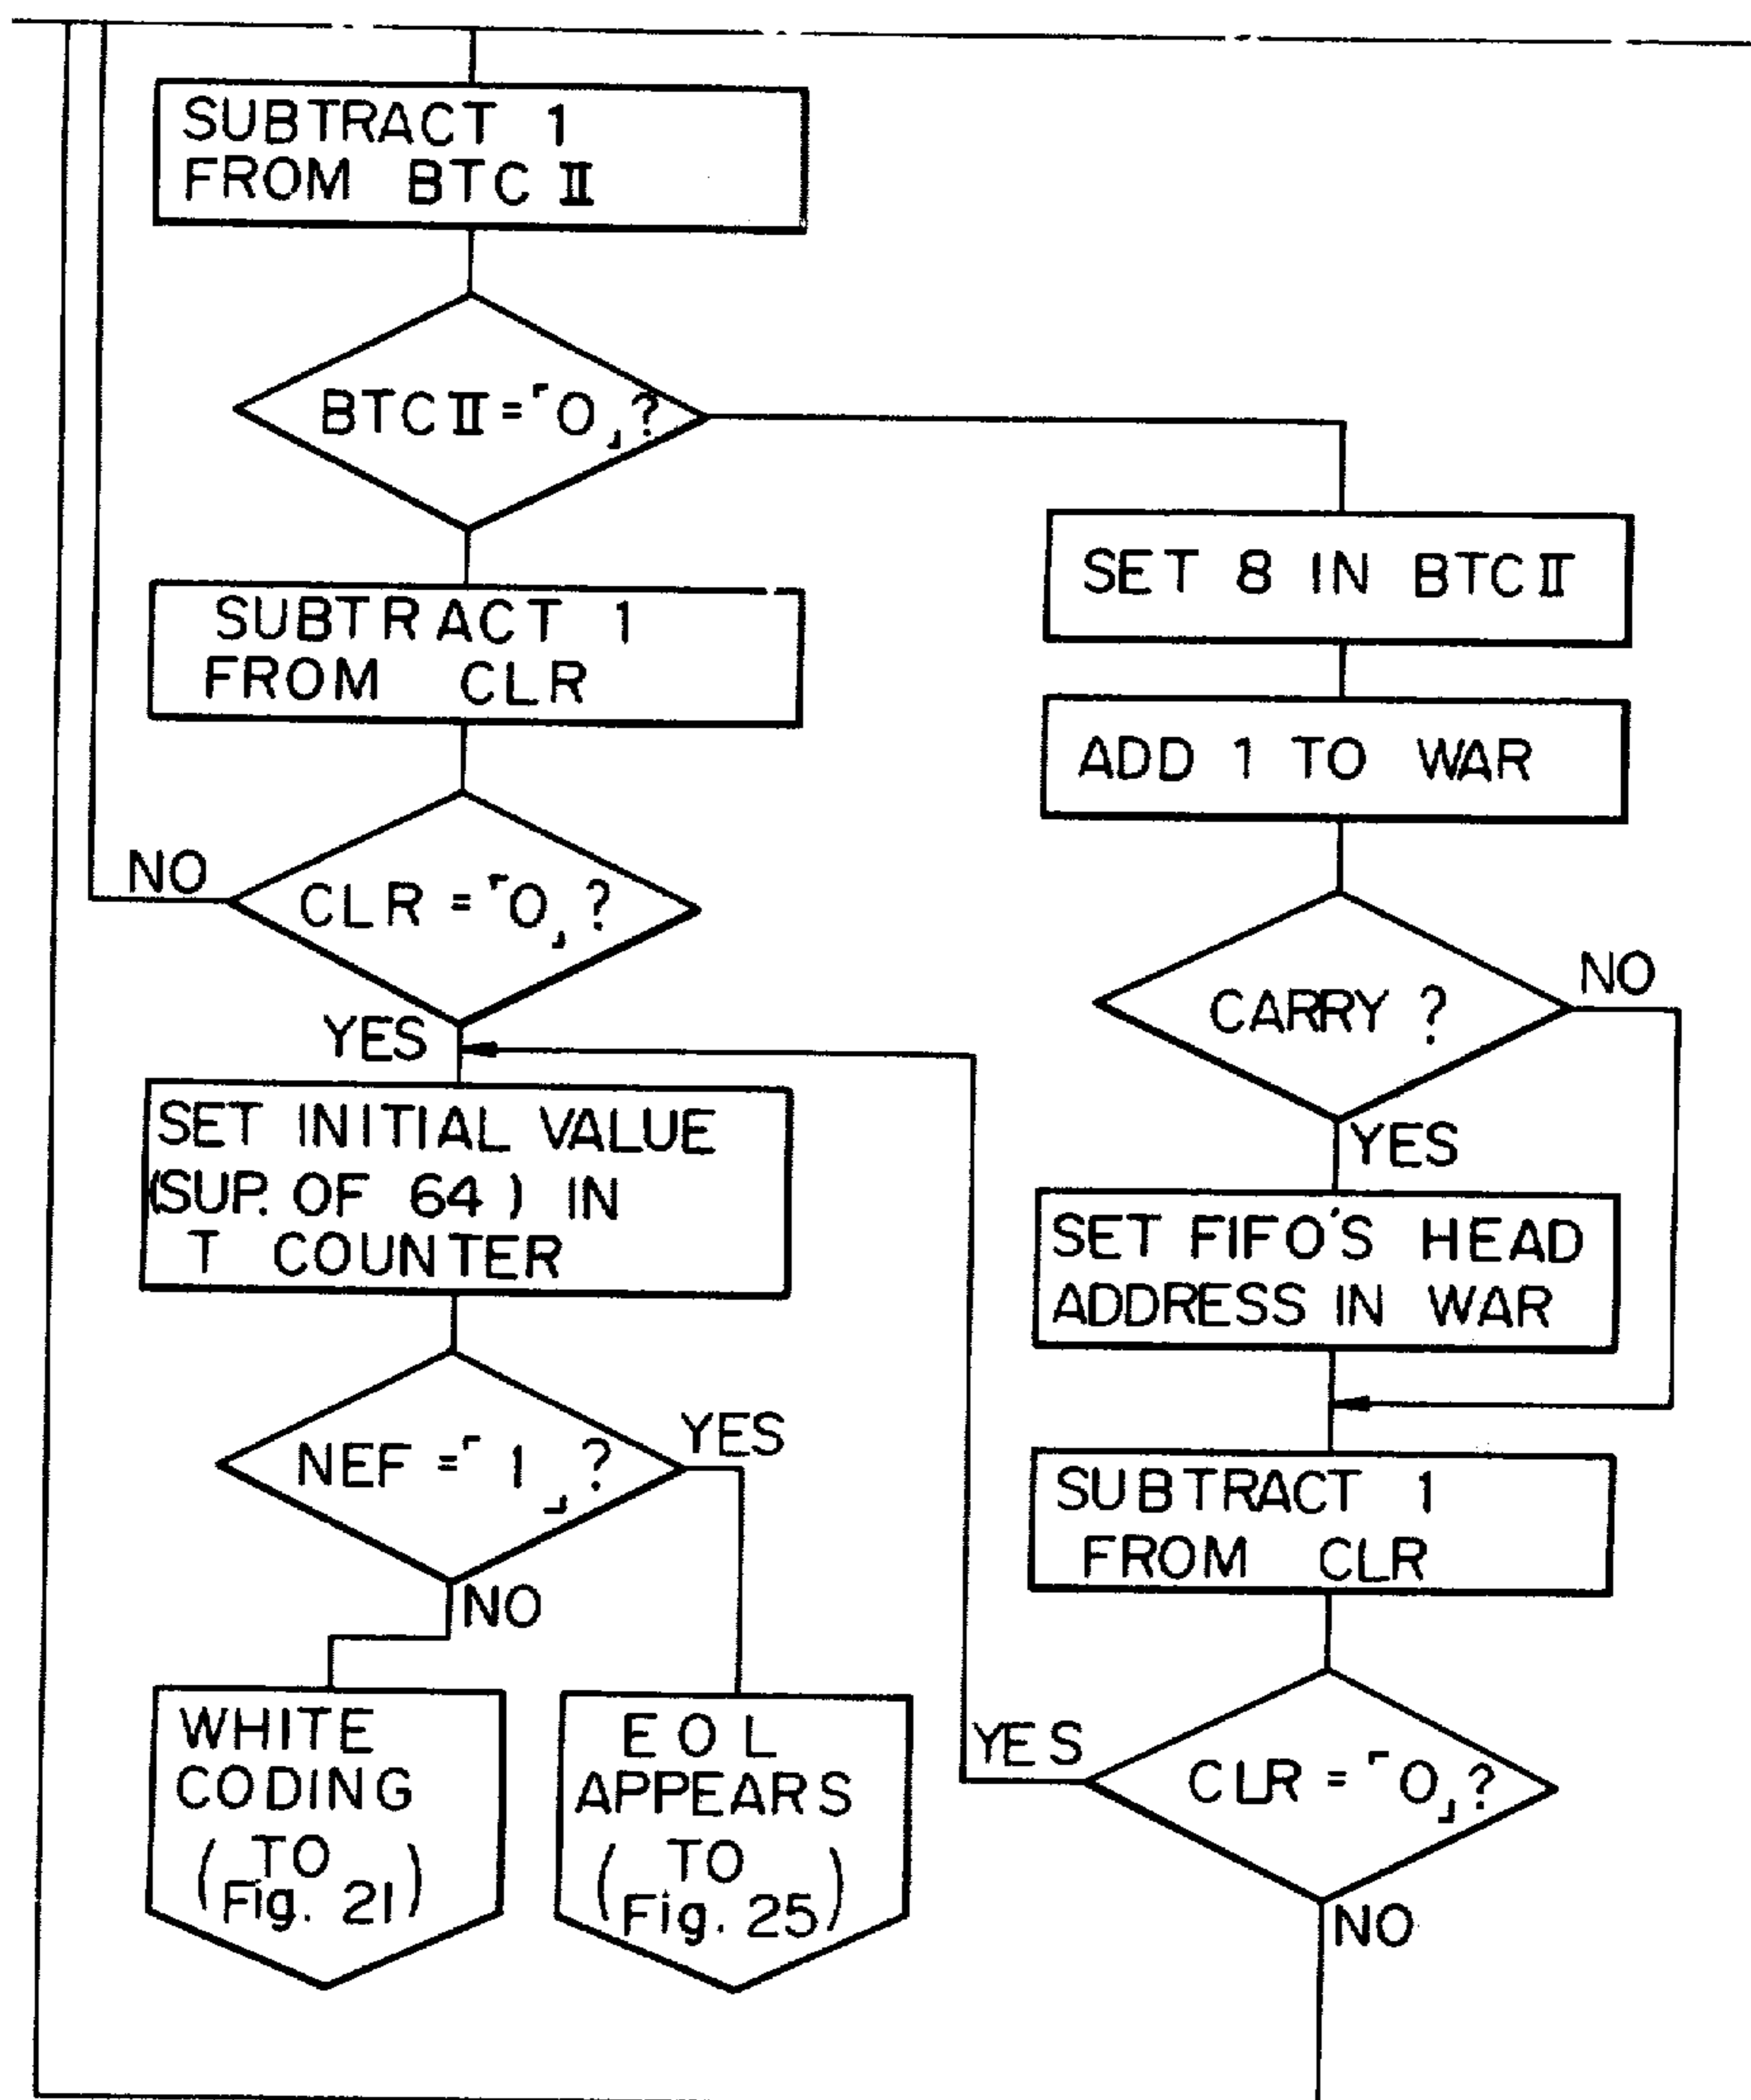 SUBTRACT 1
FROM BTC II
BTC II = 「0」?
SET 8 IN BTC II
SUBTRACT 1
FROM CLR
ADD 1 TO WAR
NO
CLR = 「0」?
CARRY ?
NO
YES
YES
SET INITIAL VALUE
(SUP. OF 64) IN
T COUNTER
SET FIFO'S HEAD
ADDRESS IN WAR
NEF = 「1」?
YES
NO
SUBTRACT 1
FROM CLR
WHITE
CODING
(TO
Fig. 21)
EOL
APPEARS
(TO
Fig. 25)
YES
CLR = 「0」?
NO